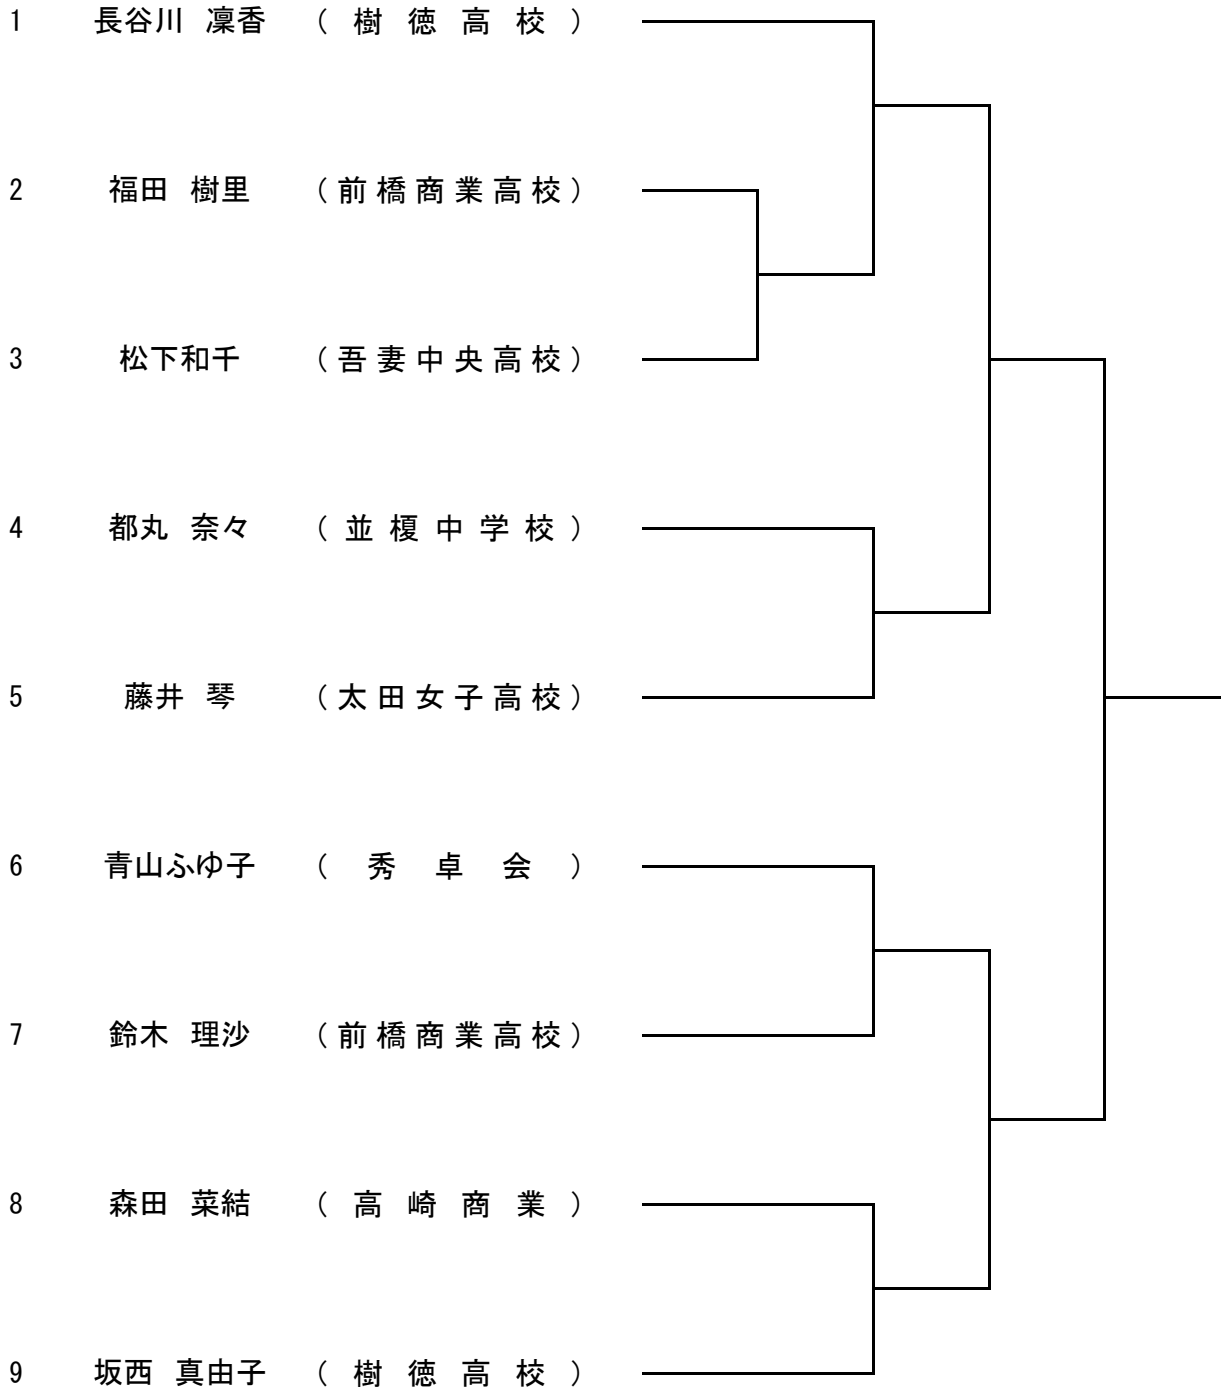 1 長谷川 凜香 （ 樹 徳 高 校 ）
2 福田 樹里 （ 前 橋 商 業 高 校 ）
3 松下和千 （ 吾 妻 中 央 高 校 ）
4 都丸 奈々 （ 並 榎 中 学 校 ）
5 藤井 琴 （ 太 田 女 子 高 校 ）
6 青山ふゆ子 （ 秀 卓 会 ）
7 鈴木 理沙 （ 前 橋 商 業 高 校 ）
8 森田 菜結 （ 高 崎 商 業 ）
9 坂西 真由子 （ 樹 徳 高 校 ）